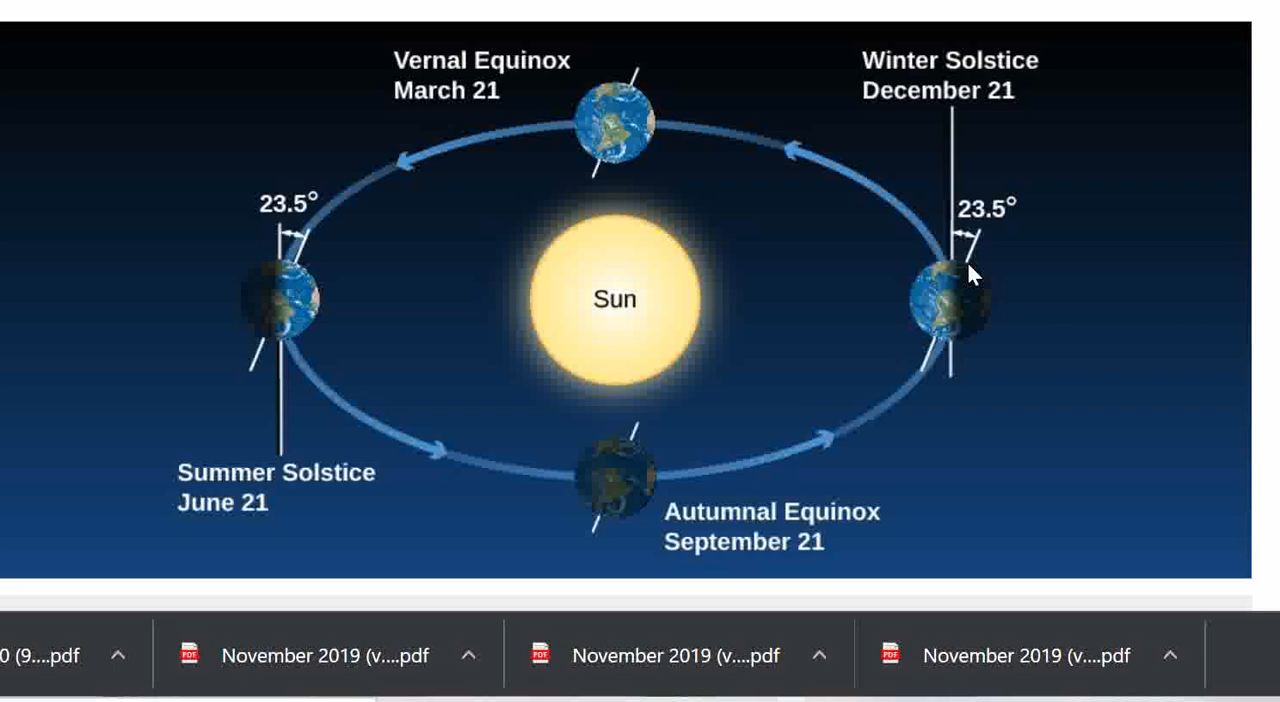 Vernal Equinox
March 21
Winter Solstice
December 21
23.5°
23.5°
Sun
Summer Solstice
June 21
Autumnal Equinox
September 21
0 (9....pdf
November 2019 (v....pdf
November 2019 (v....pdf
November 2019 (v....pdf